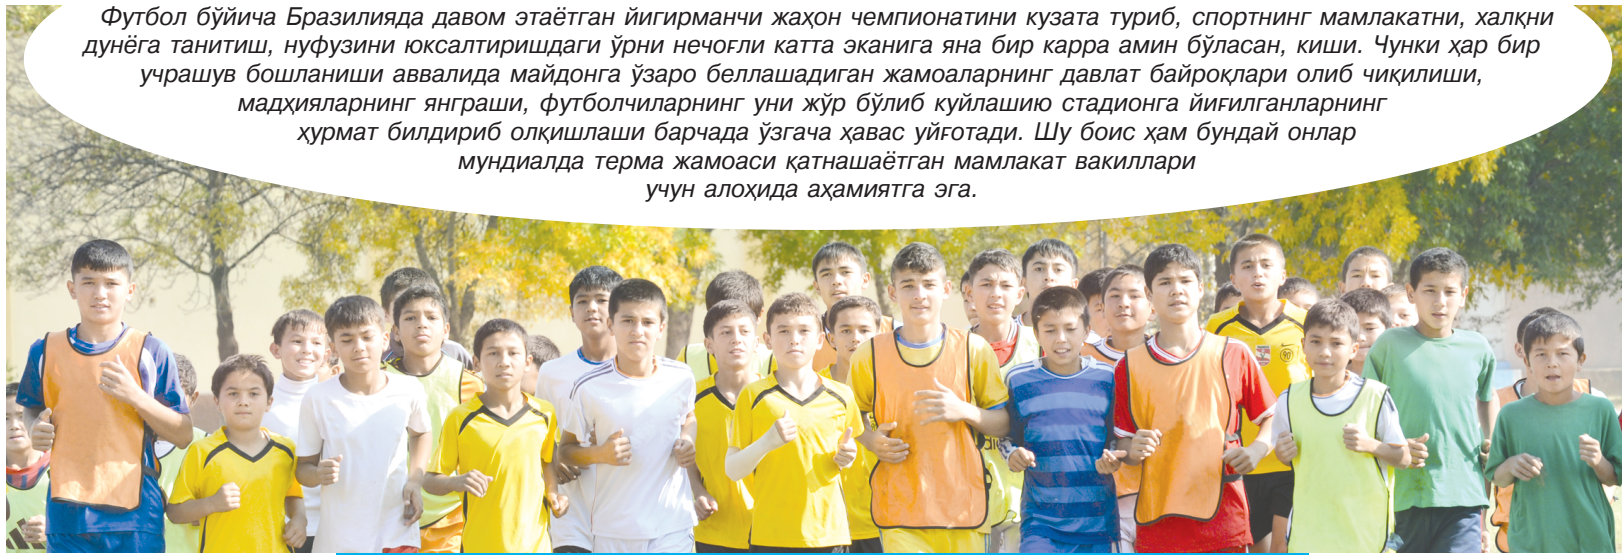 Футбол бўйича Бразилияда давом этаётган йигирманчи жаҳон чемпионатини кузата туриб, спортнинг мамлакатни, халқни
дунёга танитиш, нуфузини юксалтиришдаги ўрни нечоғли катта эканига яна бир карра амин бўласан, киши. Чунки ҳар бир
учрашув бошланиши аввалида майдонга ўзаро беллашадиган жамоаларнинг давлат байроқлари олиб чиқилиши,
мадҳияларнинг янграши, футболчиларнинг уни жўр бўлиб куйлашию стадионга йиғилганларнинг
ҳурмат билдириб олқишлаши барчада ўзгача ҳавас уйғотади. Шу боис ҳам бундай онлар
мундиалда терма жамоаси қатнашаётган мамлакат вакиллари
учун алоҳида аҳамиятга эга.
90